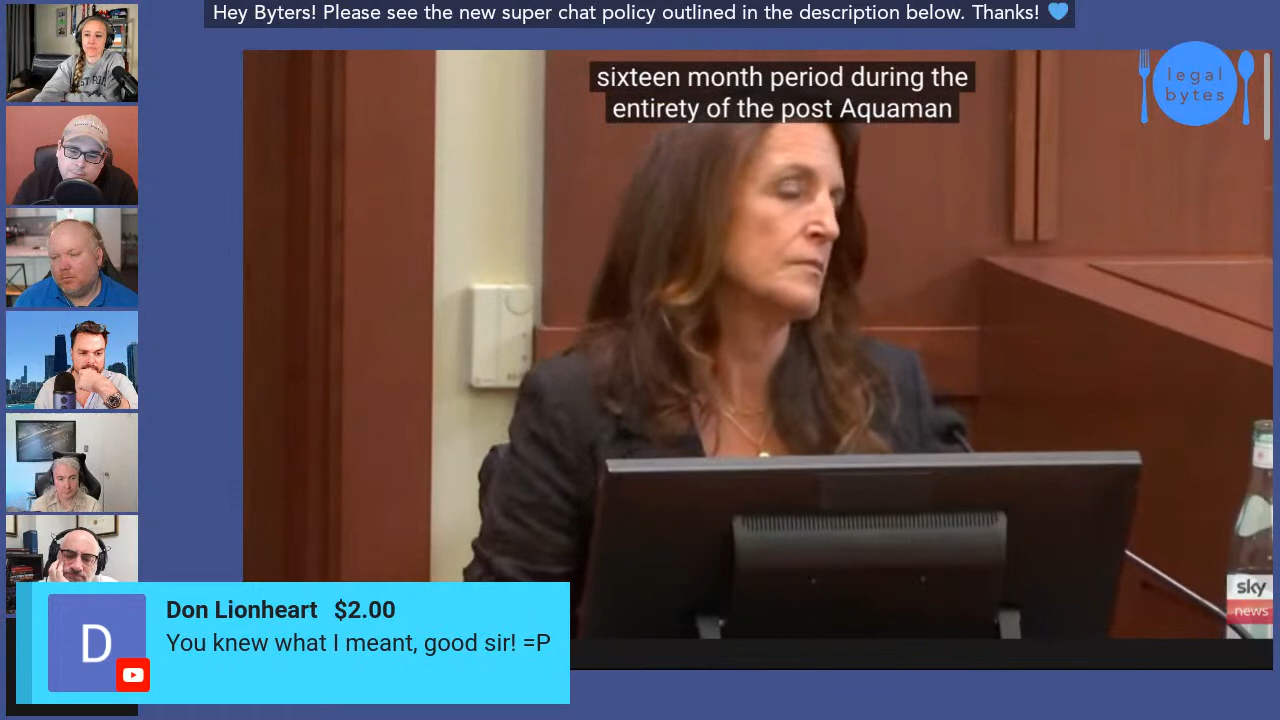 Hey Byters! Please see the new super chat policy outlined in the description below. Thanks! 💙
sixteen month period during the
entirety of the post Aquaman
legal
bytes
sky
news
Don Lionheart $2.00
D
You knew what I meant, good sir! =P